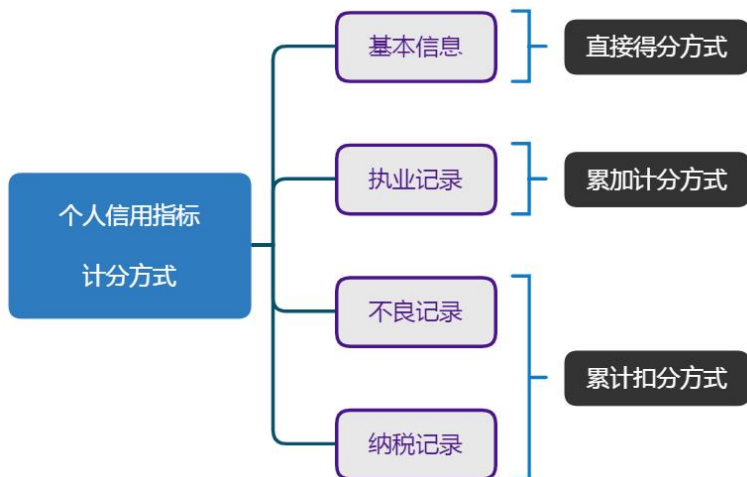 个人信用指标
计分方式
基本信息
直接得分方式
执业记录
累加计分方式
不良记录
累计扣分方式
纳税记录